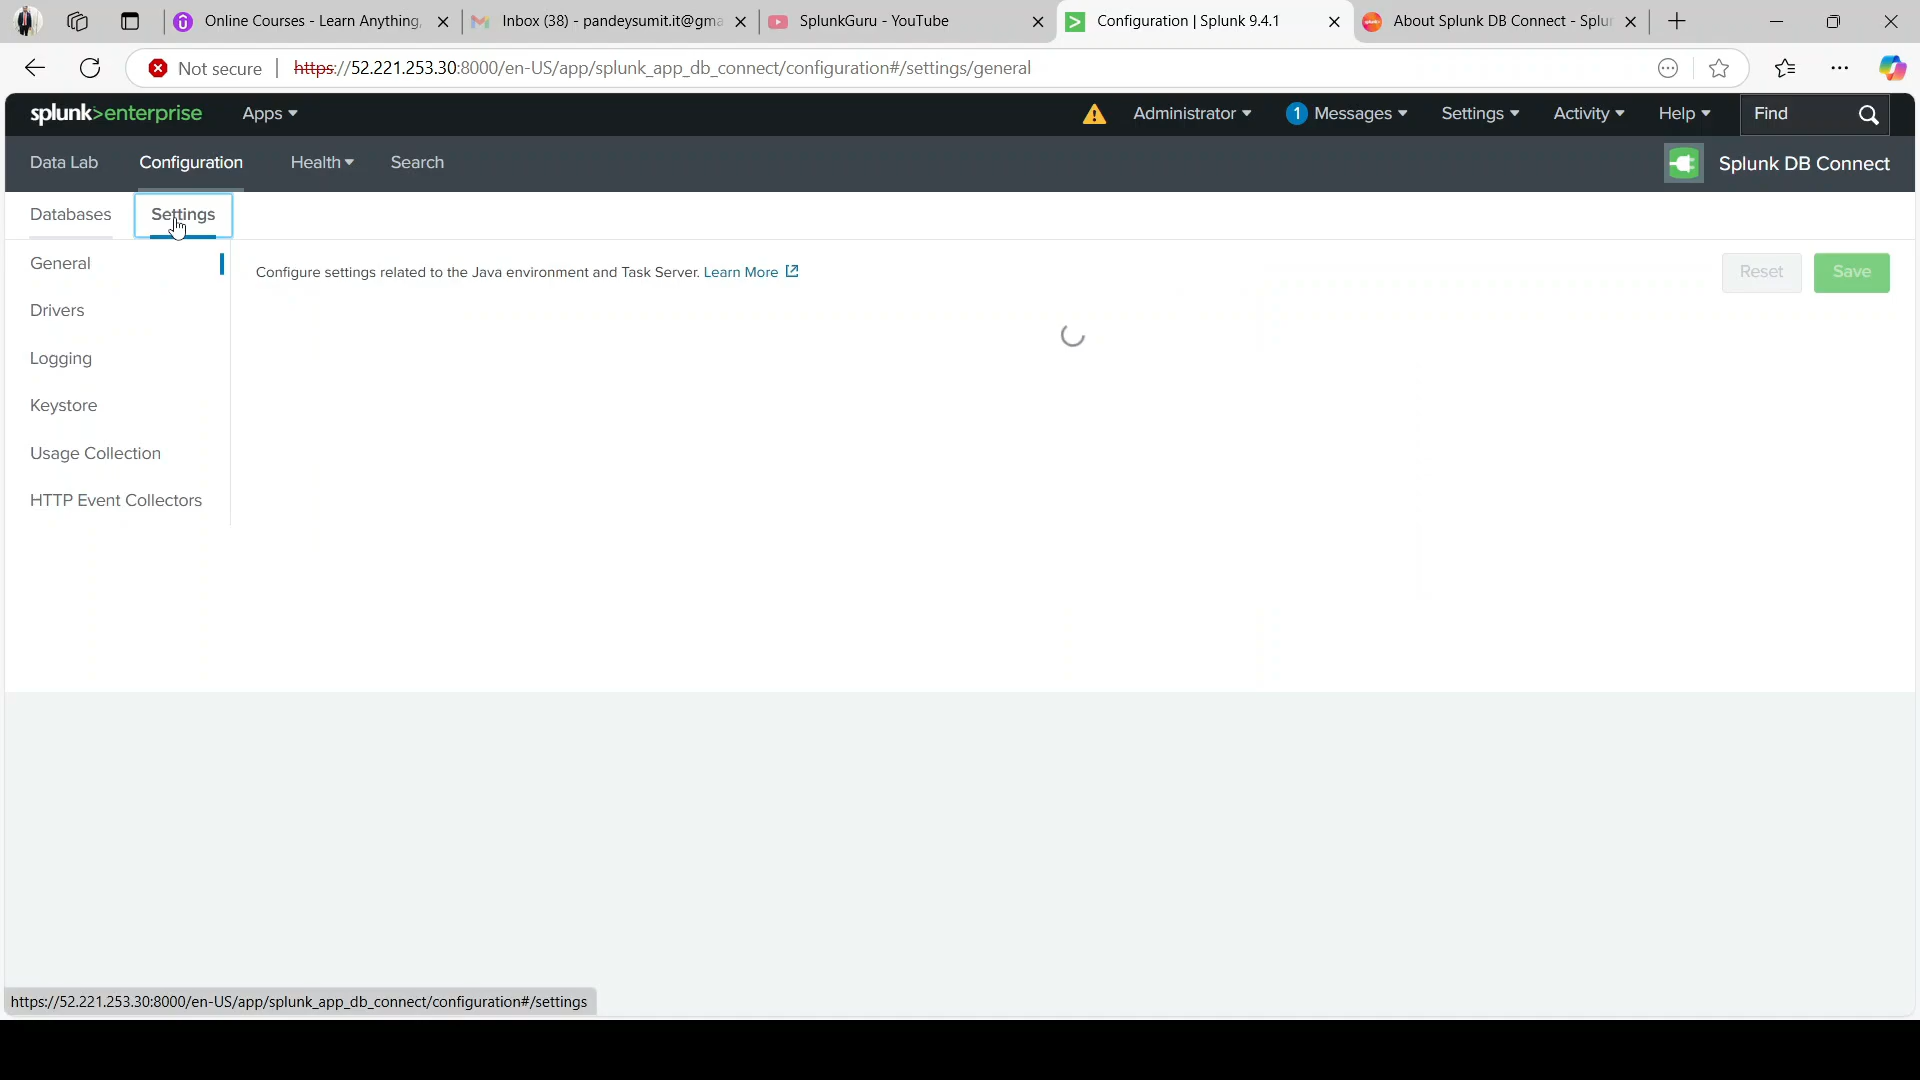 Online Courses - Learn Anything,
Inbox (38) - pandeysumit.it@gma
SplunkGuru - YouTube
Configuration | Splunk 9.4.1
About Splunk DB Connect - Splu
Not secure
https://52.221.253.30:8000/en-US/app/splunk_app_db_connect/configuration#/settings/general
splunk>enterprise
Apps
Administrator
1
Messages
Settings
Activity
Help
Find
Data Lab
Configuration
Health
Search
Splunk DB Connect
Databases
Settings
General
Configure settings related to the Java environment and Task Server. Learn More
Reset
Save
Drivers
Logging
Keystore
Usage Collection
HTTP Event Collectors
https://52.221.253.30:8000/en-US/app/splunk_app_db_connect/configuration#/settings